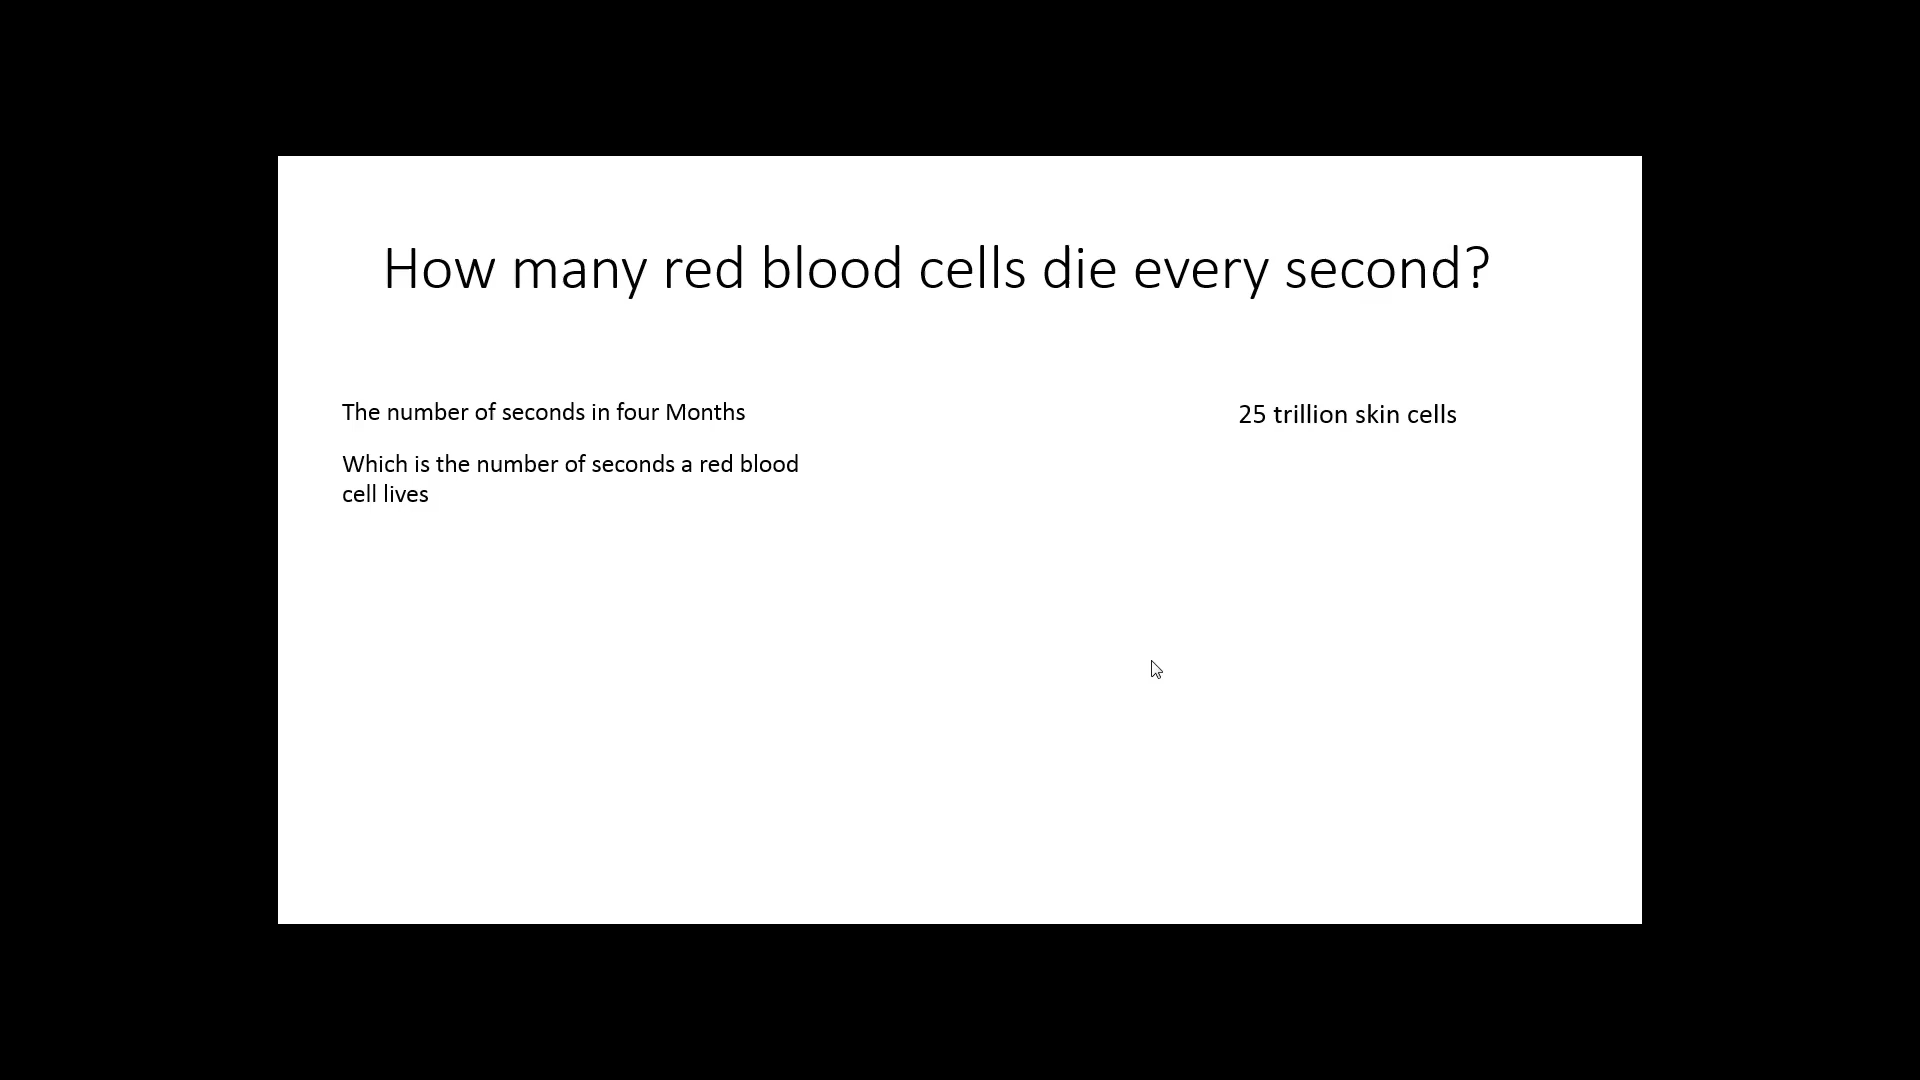 How many red blood cells die every second?
The number of seconds in four Months
25 trillion skin cells
Which is the number of seconds a red blood
cell lives